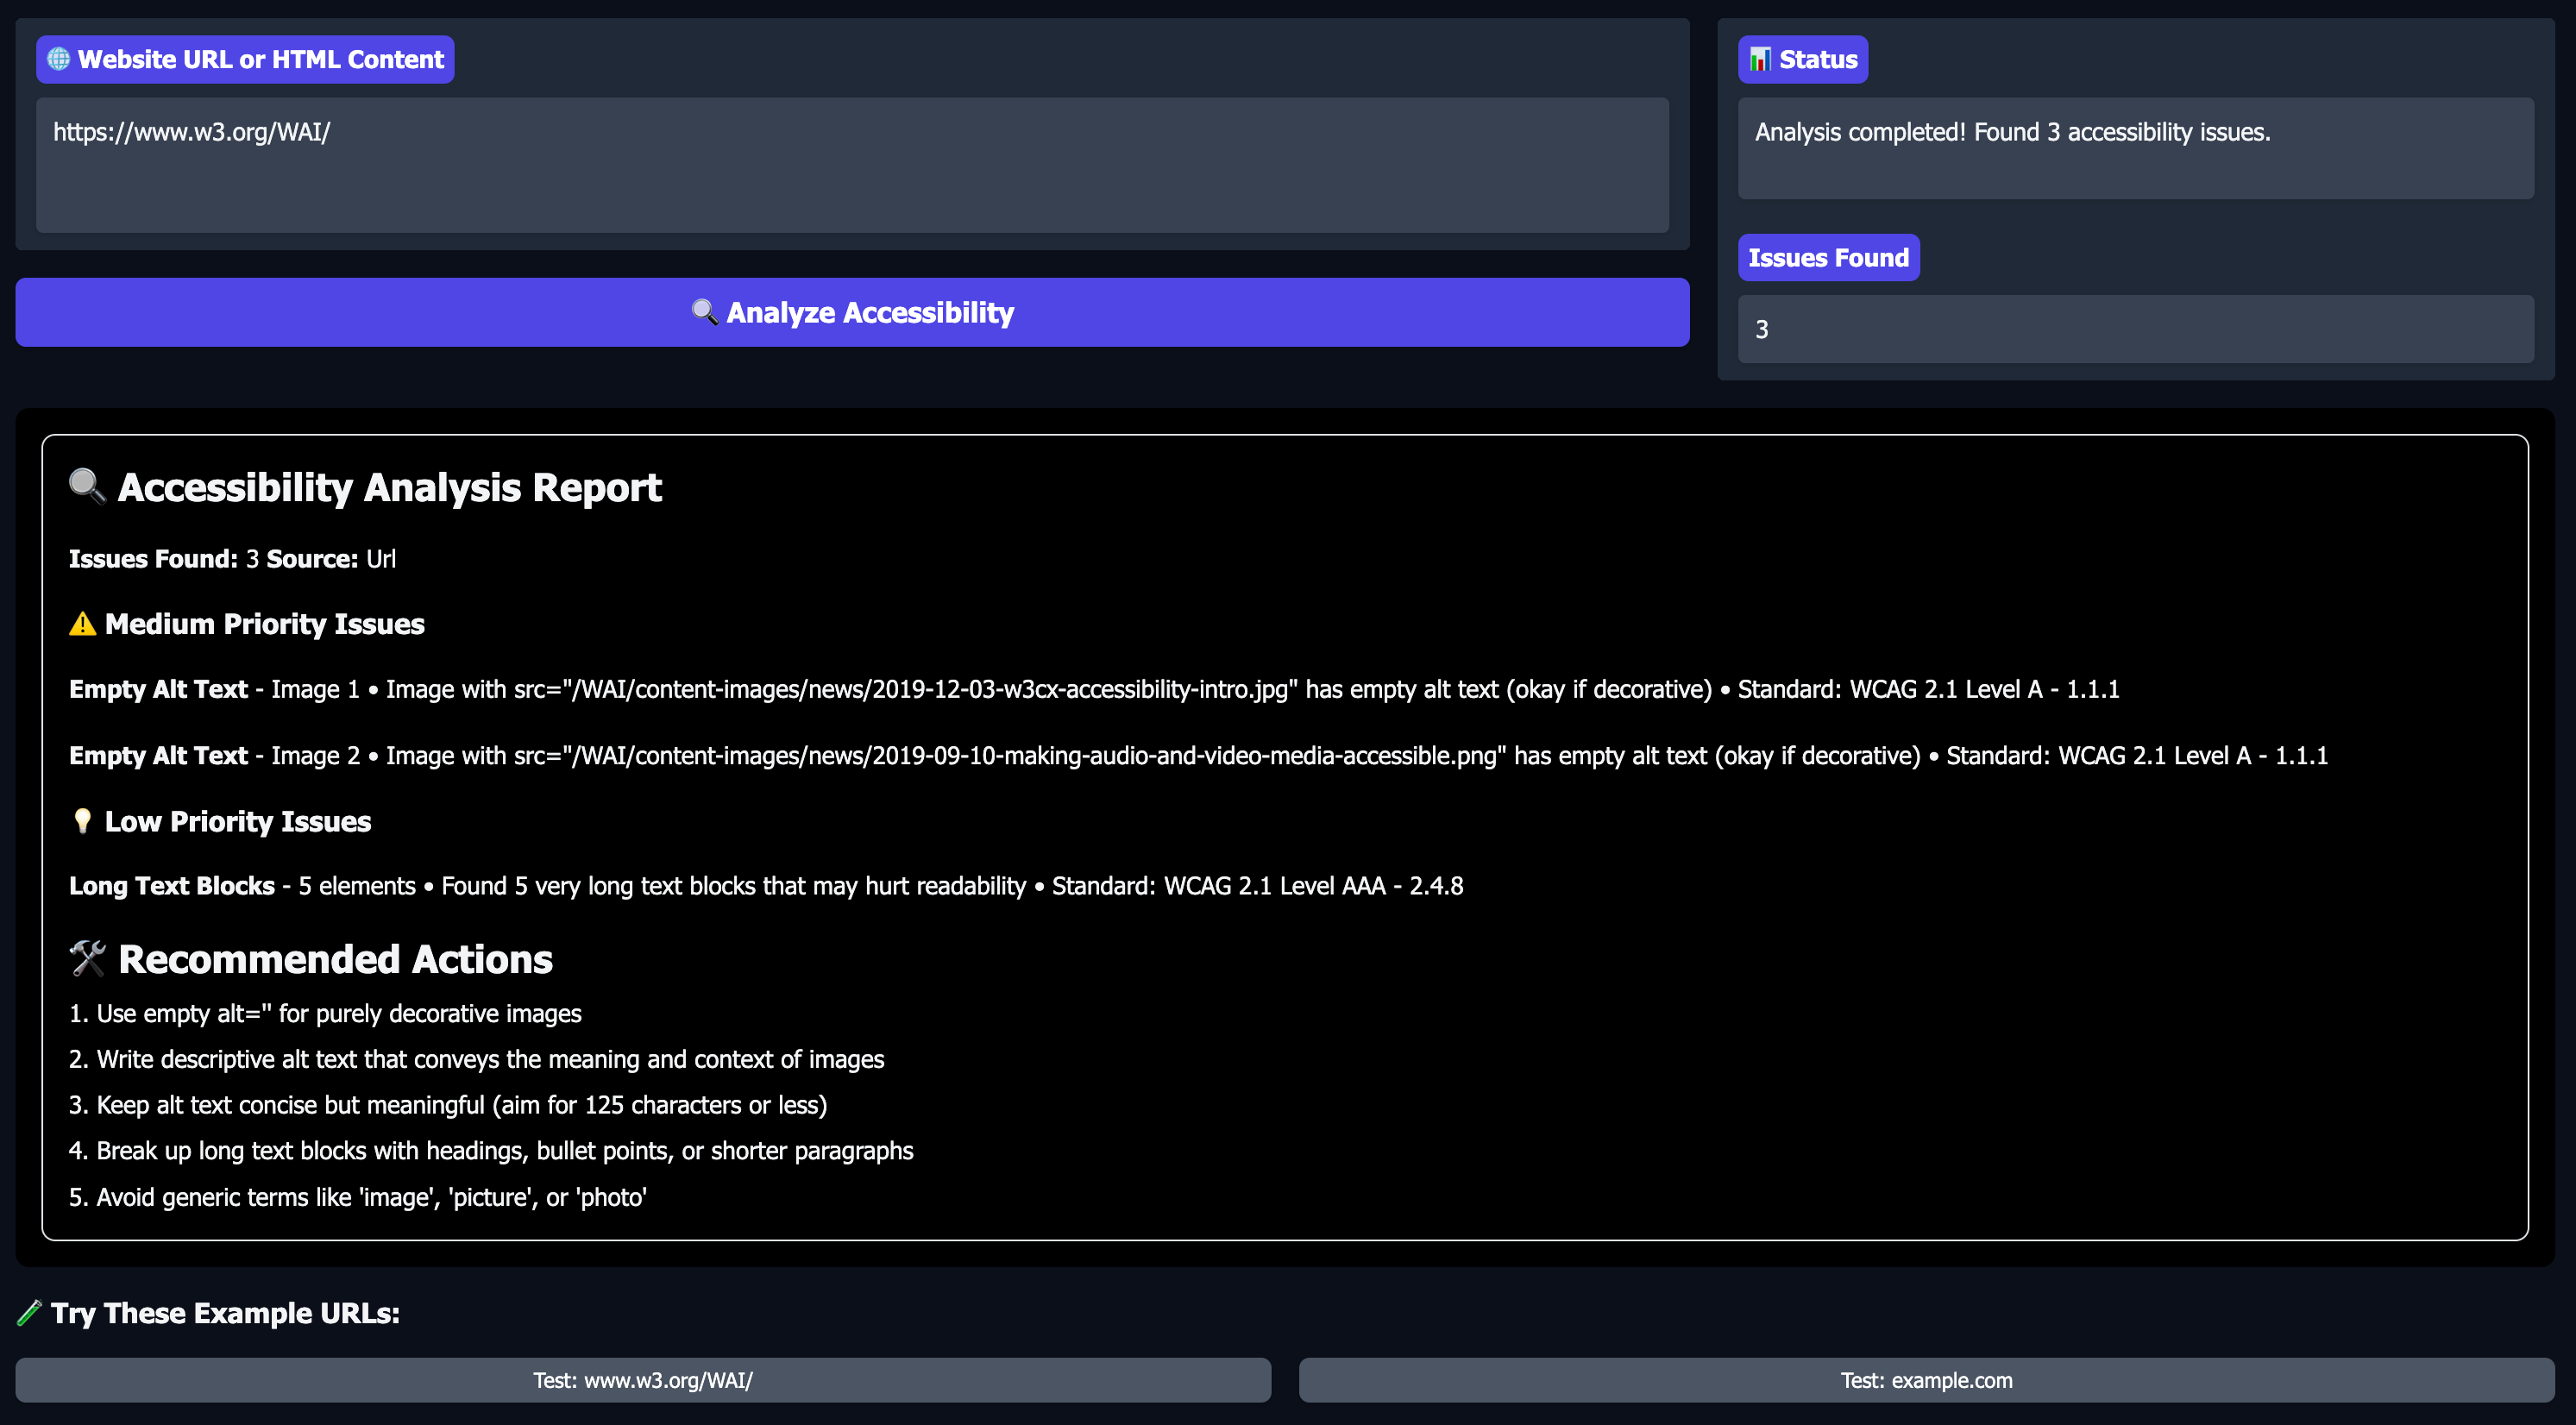 🌐 Website URL or HTML Content
https://www.w3.org/WAI/
🔍 Analyze Accessibility
📊 Status
Analysis completed! Found 3 accessibility issues.
Issues Found
3
🔍 Accessibility Analysis Report
Issues Found: 3 Source: Url
⚠️ Medium Priority Issues
Empty Alt Text - Image 1 • Image with src="/WAI/content-images/news/2019-12-03-w3cx-accessibility-intro.jpg" has empty alt text (okay if decorative) • Standard: WCAG 2.1 Level A - 1.1.1
Empty Alt Text - Image 2 • Image with src="/WAI/content-images/news/2019-09-10-making-audio-and-video-media-accessible.png" has empty alt text (okay if decorative) • Standard: WCAG 2.1 Level A - 1.1.1
💡 Low Priority Issues
Long Text Blocks - 5 elements • Found 5 very long text blocks that may hurt readability • Standard: WCAG 2.1 Level AAA - 2.4.8
🛠️ Recommended Actions
1. Use empty alt='' for purely decorative images
2. Write descriptive alt text that conveys the meaning and context of images
3. Keep alt text concise but meaningful (aim for 125 characters or less)
4. Break up long text blocks with headings, bullet points, or shorter paragraphs
5. Avoid generic terms like 'image', 'picture', or 'photo'
🧪 Try These Example URLs:
Test: www.w3.org/WAI/
Test: example.com